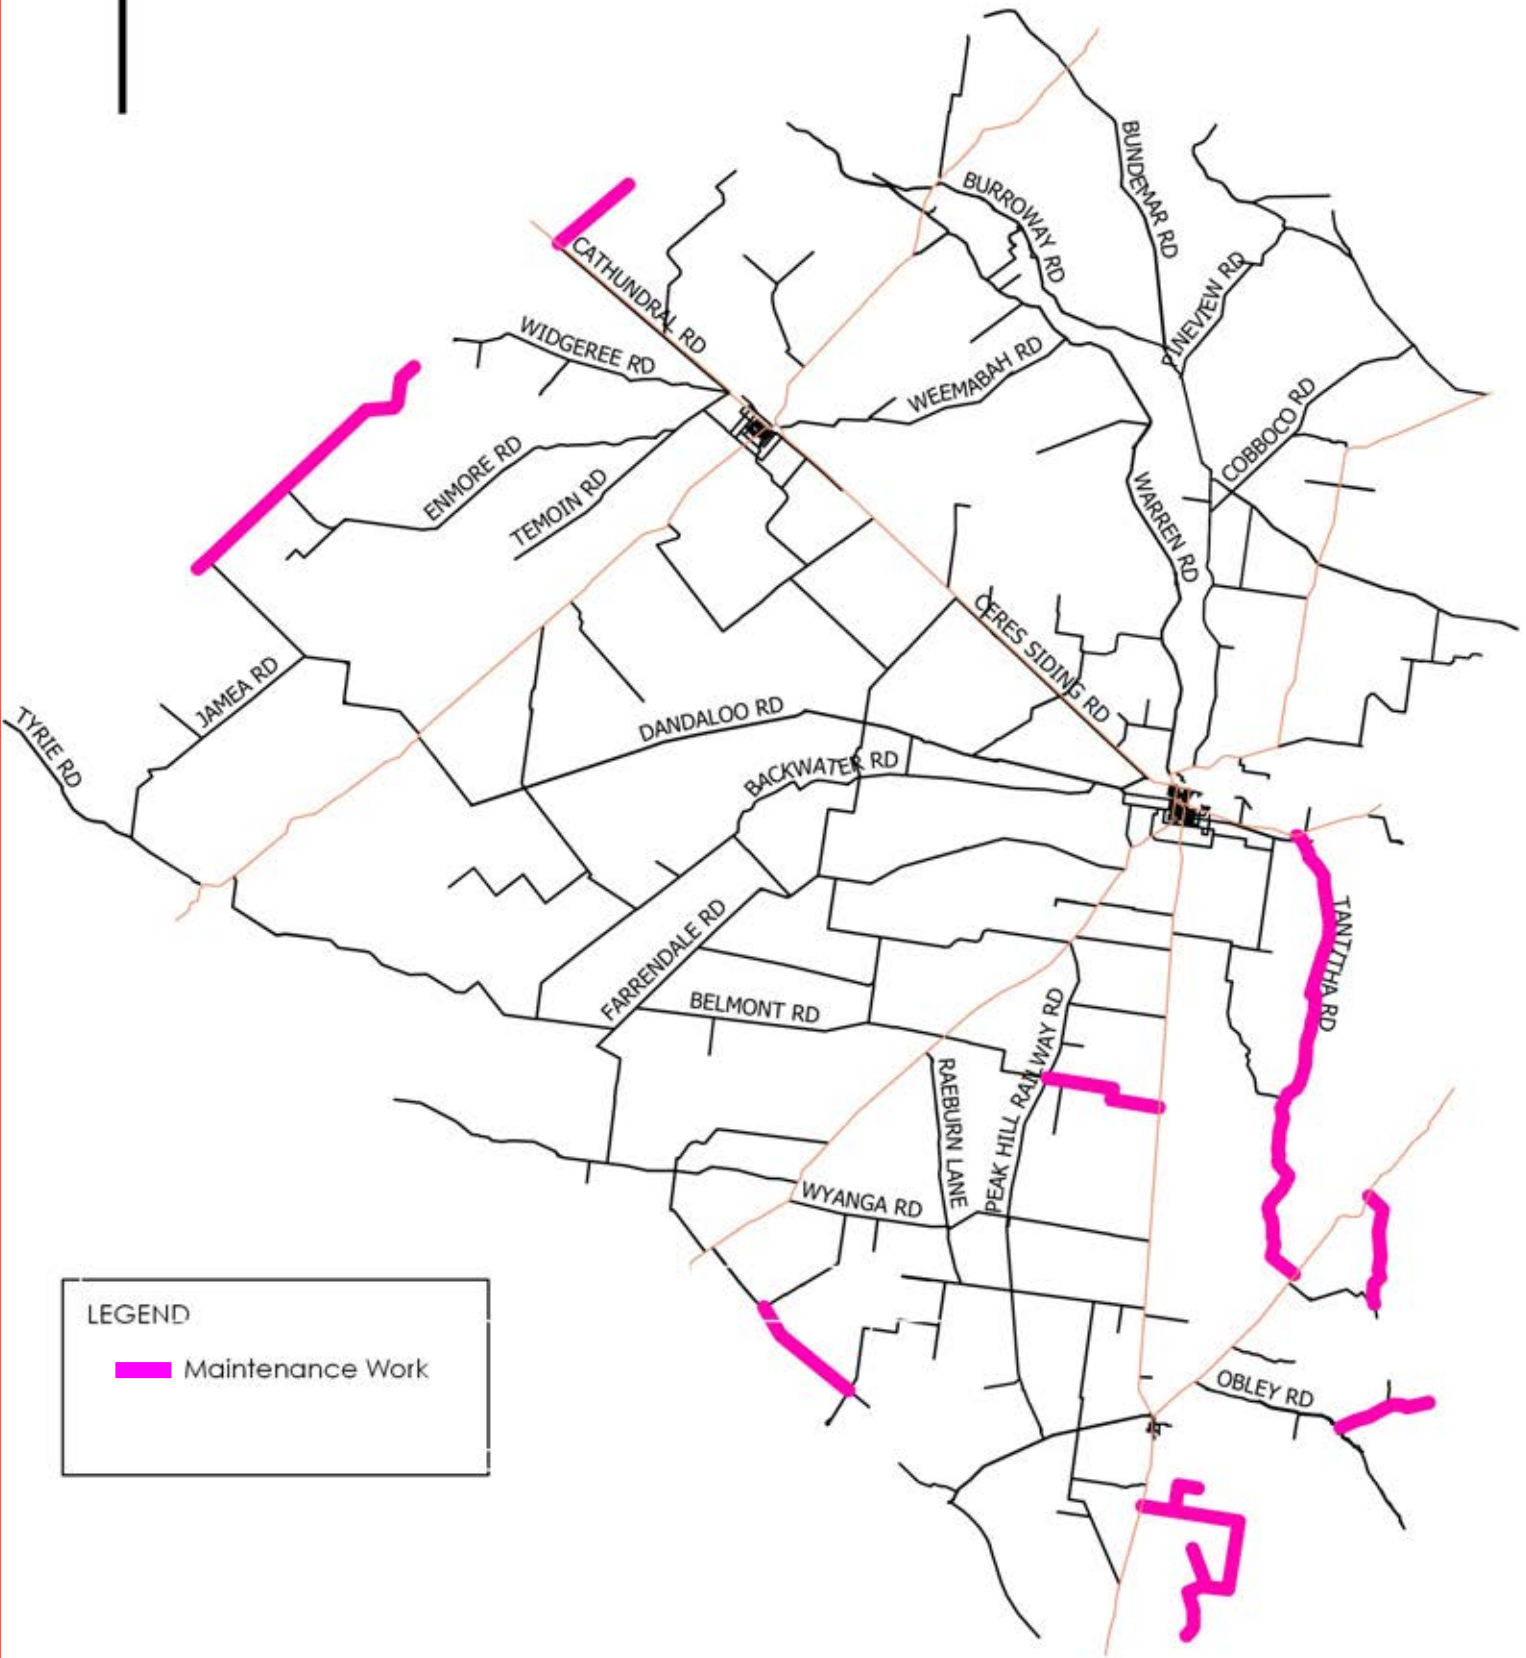 BUNDEMAR RD
BURROWAY RD
CATHUNDRAL RD
INEVIEW RD
WIDGEREE RD
WEEMABAH RD
COBBOCO RD
ENMORE RD
TEMOIN RD
WARREN RD
CERES SIDING RD
JAMEA RD
DANDALOO RD
TYRIE RD
BACKWATER RD
TANTITHA RD
FARRENDALE RD
BELMONT RD
PEAK HILL RAILWAY RD
RAEBURN LANE
WYANGA RD
OBLEY RD
LEGEND
Maintenance Work